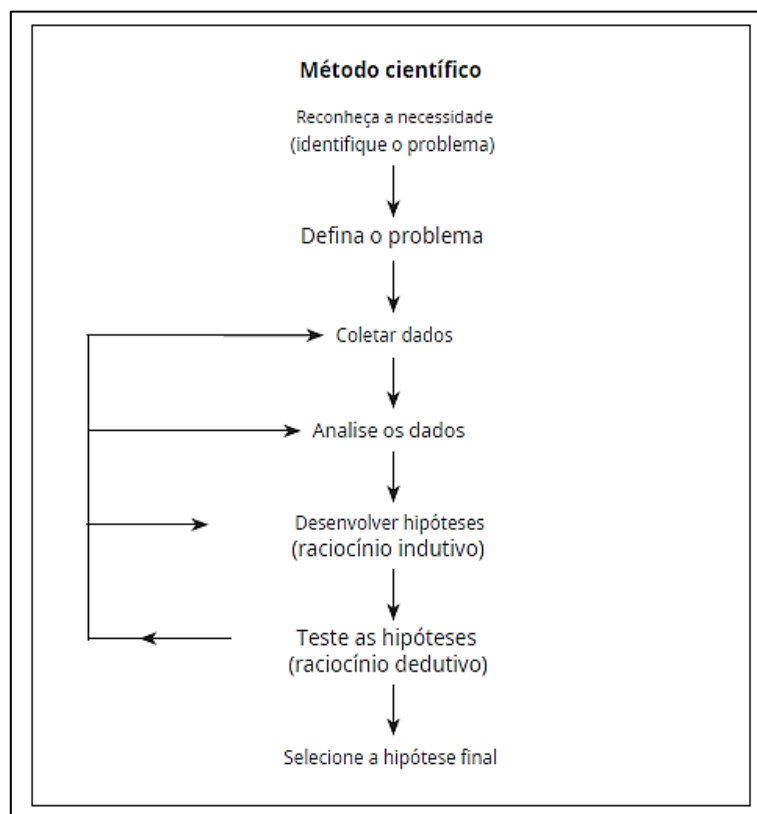 Método científico
Reconheça a necessidade
(identifique o problema)
Defina o problema
Coletar dados
Analise os dados
Desenvolver hipóteses
(raciocínio indutivo)
Teste as hipóteses
(raciocínio dedutivo)
Selecione a hipótese final